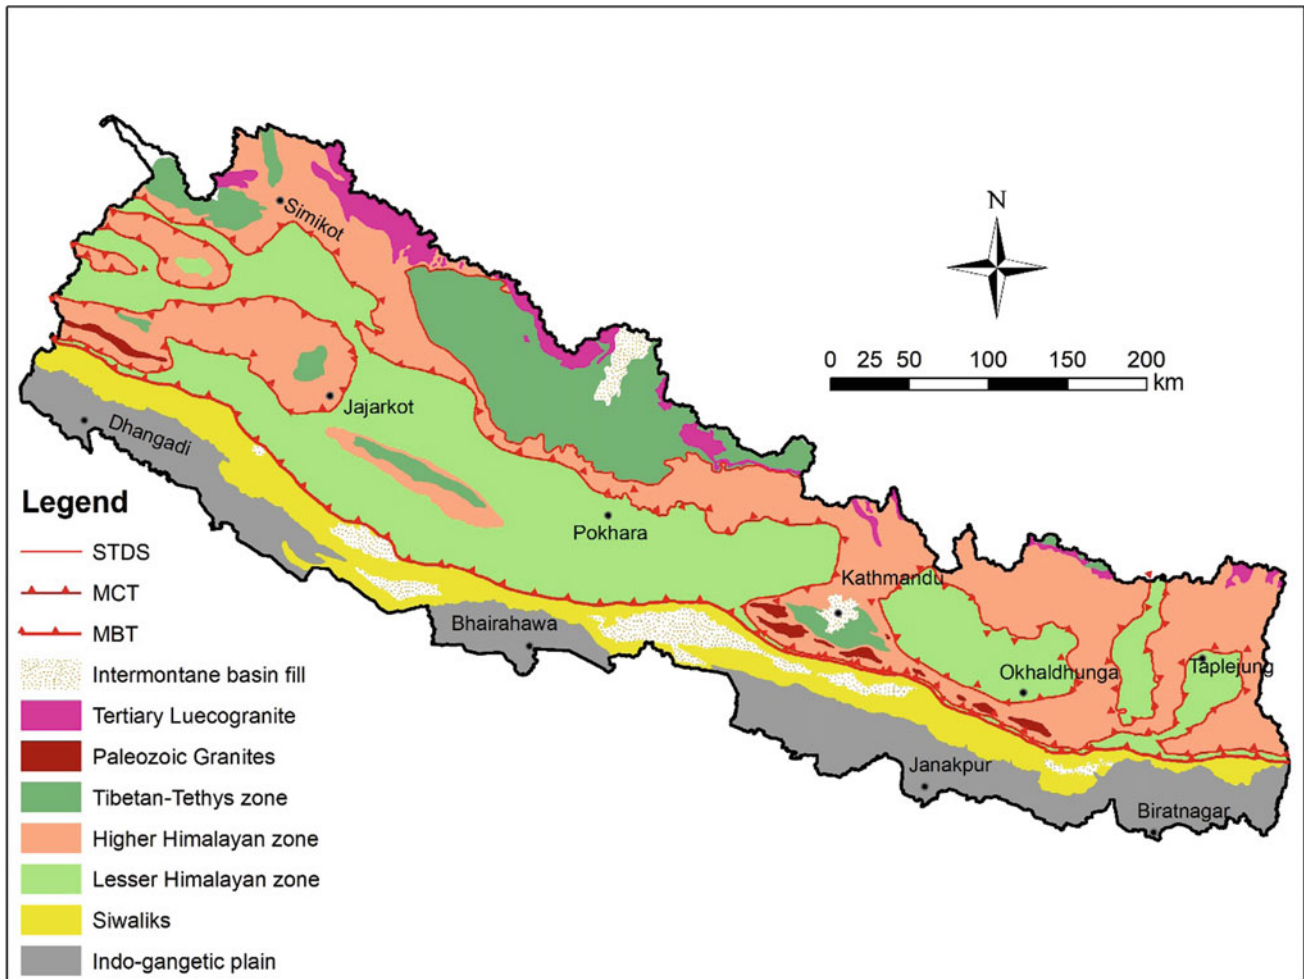 N
0 25 50 100 150 200
km
Simikot
Jajarkot
Dhangadi
Pokhara
Kathmandu
Bhairahawa
Okhaldhunga
Taplejung
Janakpur
Biratnagar
Legend
STDS
MCT
MBT
Intermontane basin fill
Tertiary Luecogranite
Paleozoic Granites
Tibetan-Tethys zone
Higher Himalayan zone
Lesser Himalayan zone
Siwaliks
Indo-gangetic plain